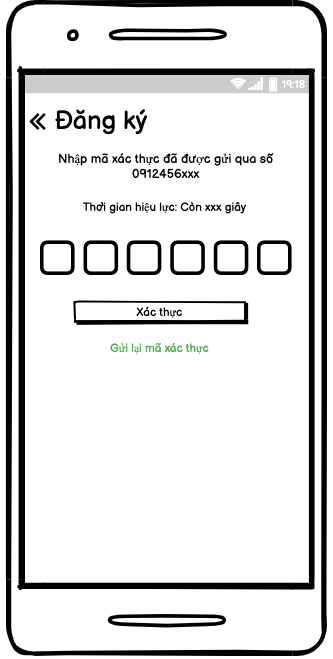 19:18
Đăng ký
Nhập mã xác thực đã được gửi qua số
0912456xxx
Thời gian hiệu lực: Còn xxx giây
Xác thực
Gửi lại mã xác thực